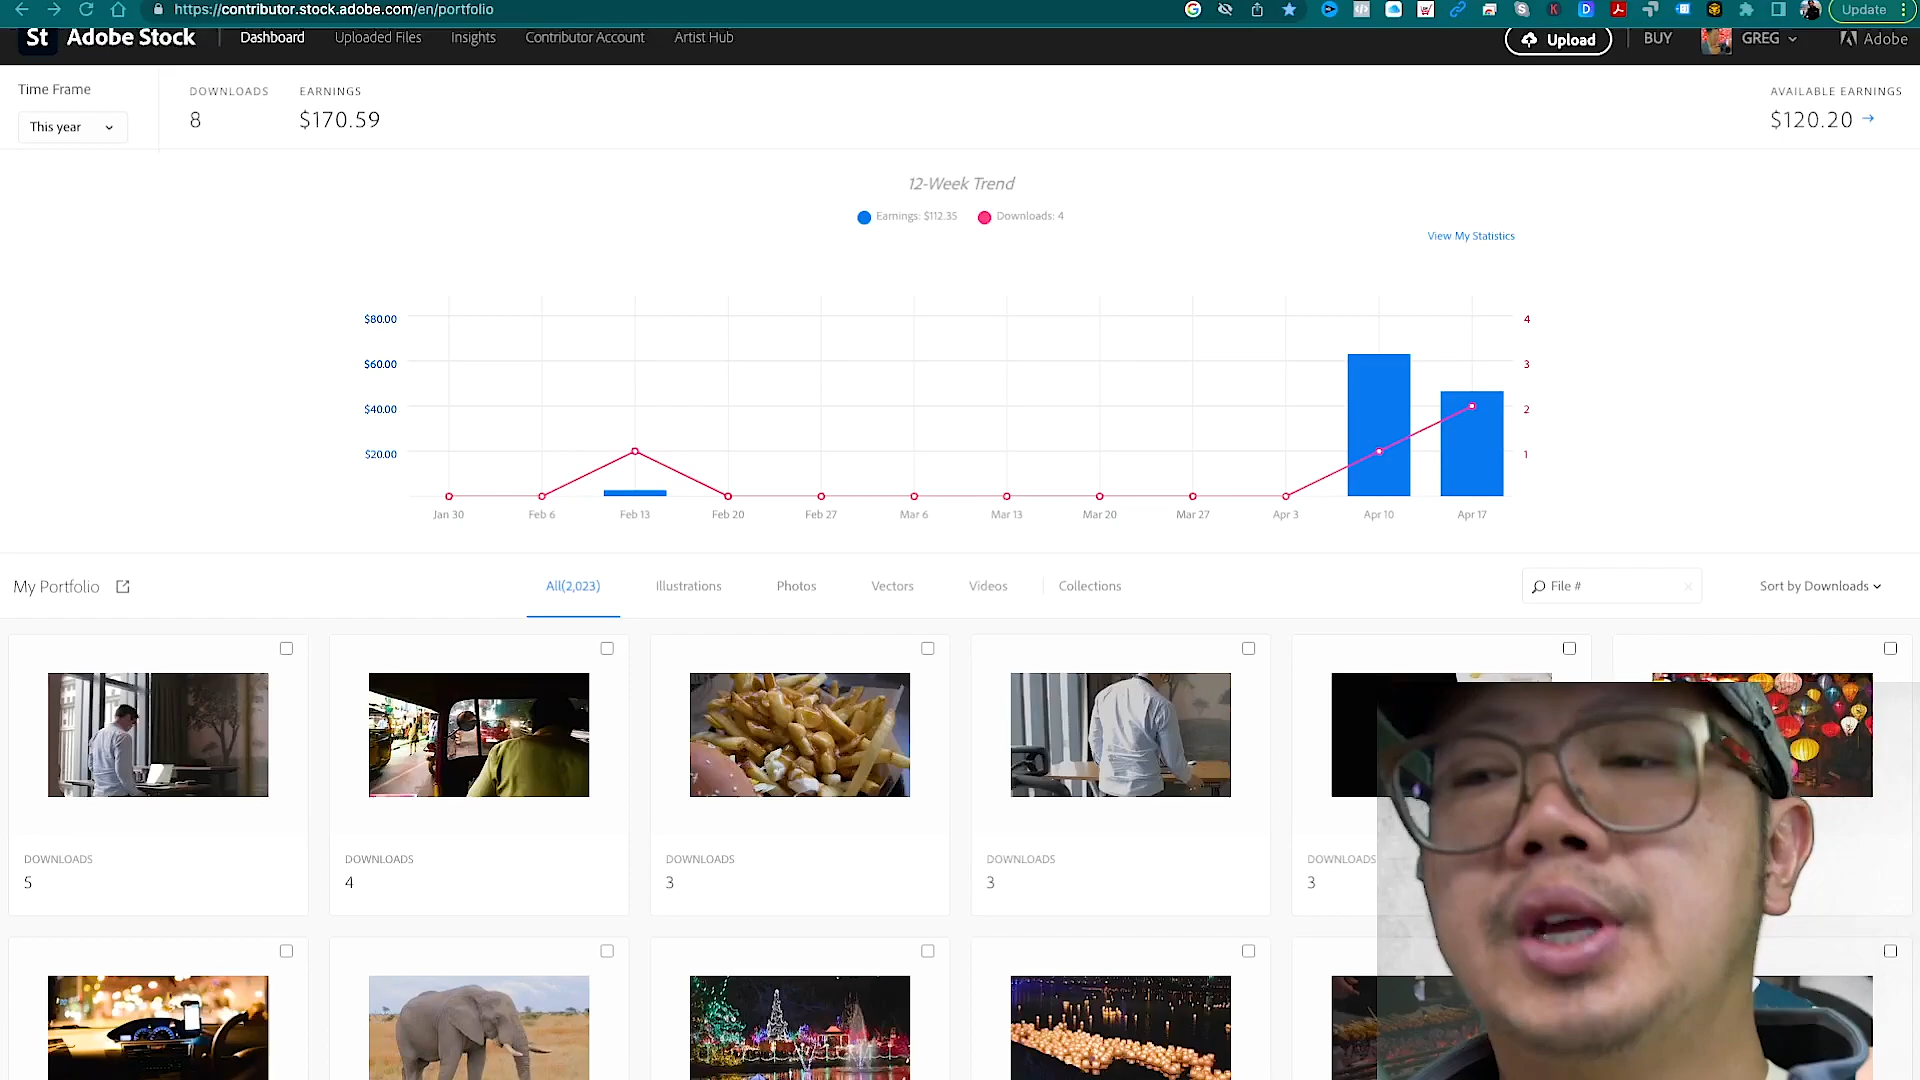 https://contributor.stock.adobe.com/en/portfolio
Update
St Adobe Stock
Dashboard
Uploaded Files
Insights
Contributor Account
Artist Hub
Upload
BUY
GREG
Adobe
Time Frame
This year
DOWNLOADS
8
EARNINGS
$170.59
AVAILABLE EARNINGS
$120.20
12-Week Trend
Earnings: $112.35
Downloads: 4
View My Statistics
$80.00
$60.00
$40.00
$20.00
4
3
2
1
Jan 30
Feb 6
Feb 13
Feb 20
Feb 27
Mar 6
Mar 13
Mar 20
Mar 27
Apr 3
Apr 10
Apr 17
My Portfolio
All(2,023)
Illustrations
Photos
Vectors
Videos
Collections
File #
Sort by Downloads
DOWNLOADS
5
DOWNLOADS
4
DOWNLOADS
3
DOWNLOADS
3
DOWNLOADS
3